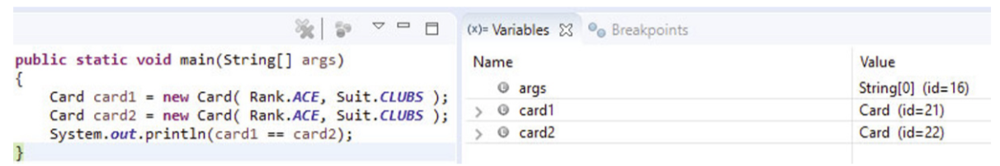 (x)= Variables Breakpoints
public static void main(String[] args)
{
Card card1 = new Card( Rank.ACE, Suit.CLUBS );
Card card2 = new Card( Rank.ACE, Suit.CLUBS );
System.out.println(card1 == card2);
}
Name Value
args String[0] (id=16)
card1 Card (id=21)
card2 Card (id=22)